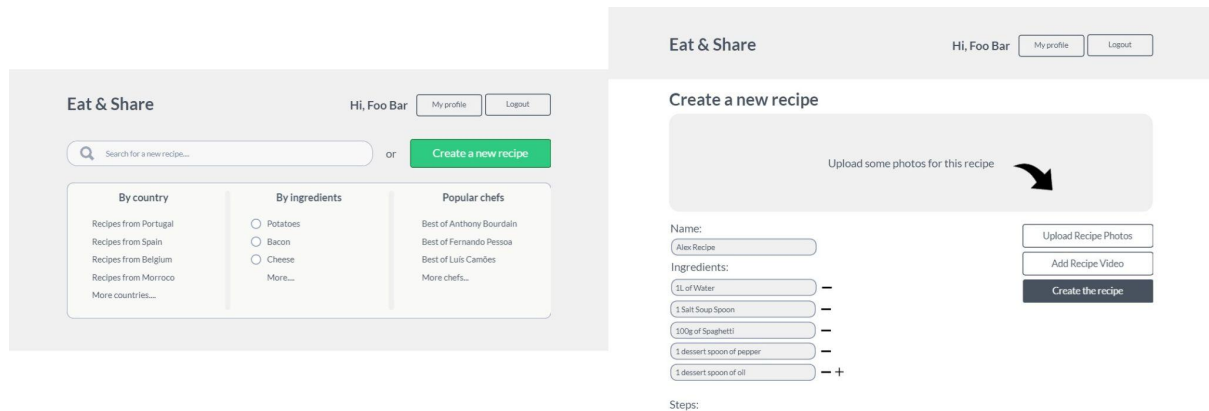 Eat & Share
Hi, Foo Bar
My profile
Logout
Search for a new recipe....
or
Create a new recipe
By country
Recipes from Portugal
Recipes from Spain
Recipes from Belgium
Recipes from Morroco
More countries....
By ingredients
Potatoes
Bacon
Cheese
More....
Popular chefs
Best of Anthony Bourdain
Best of Fernando Pessoa
Best of Luís Camões
More chefs...
Eat & Share
Hi, Foo Bar
My profile
Logout
Create a new recipe
Upload some photos for this recipe
Name:
Alex Recipe
Ingredients:
1L of Water
1 Salt Soup Spoon
100g of Spaghetti
1 dessert spoon of pepper
1 dessert spoon of oil
Steps:
Upload Recipe Photos
Add Recipe Video
Create the recipe